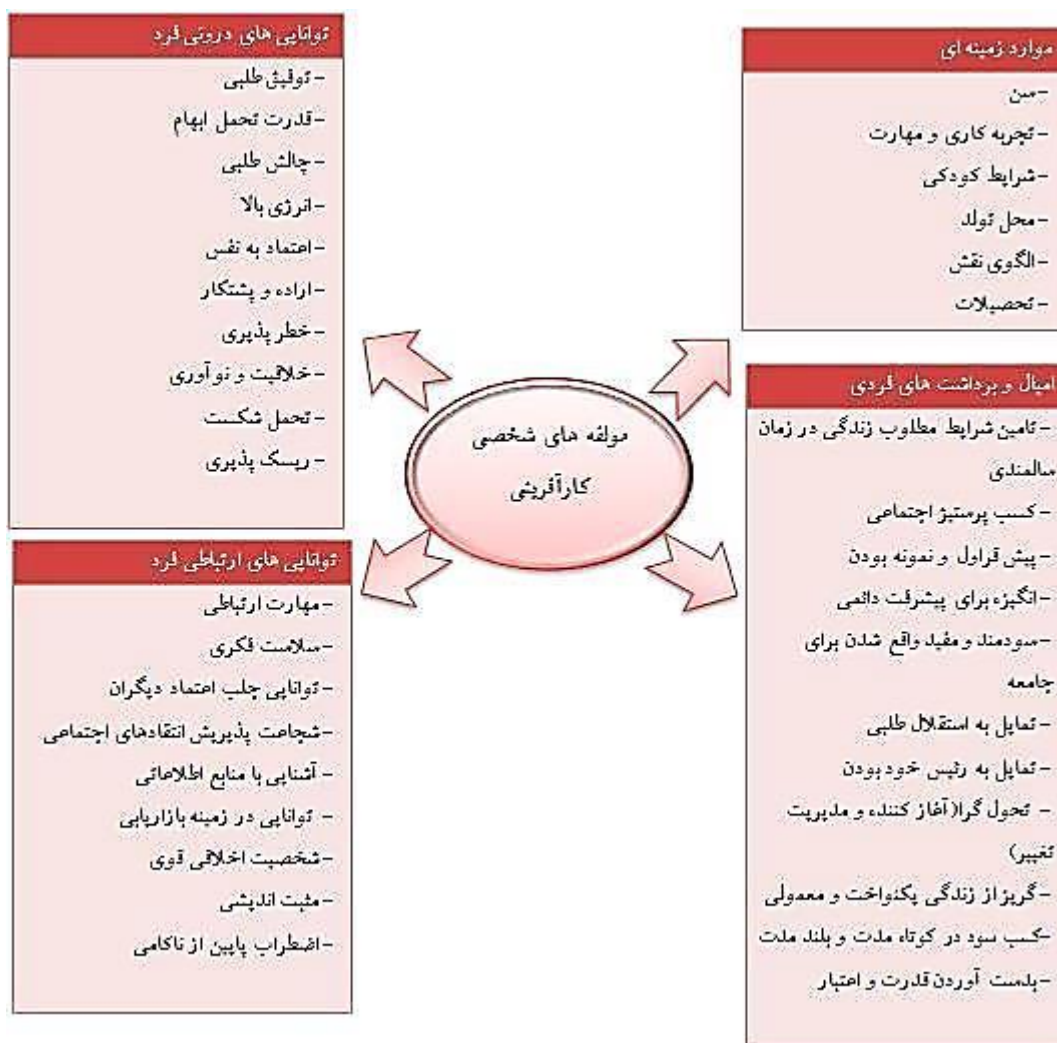 موارد زمینه ای
-سن
-تجربه کاری و مهارت
-شرایط کودکی
-محل تولد
-الگوی نقش
-تحصیلات
توانایی های درونی فرد
-توفیق طلبی
-قدرت تحمل ابهام
-چالش طلبی
-انرژی بالا
-اعتماد به نفس
-اراده و پشتکار
-خطر پذیری
-خلاقیت و نو آوری
-تحمل شکست
- ریسک پذیری
مولفه های شخصی
کارآفرینی
امیال و برداشت های فردی
-تامین شرایط مطلوب زندگی در زمان
سالمندی
-کسب پرستیژ اجتماعی
-پیش قراول و نمونه بودن
-انگیزه برای پیشرفت دائمی
-سودمند و مفید واقع شدن برای
جامعه
-تمایل به استقلال طلبی
-تمایل به رئیس خود بودن
- تحول گرا(آغاز کننده و مدیریت
تغییر)
-گریز از زندگی یکنواخت و معمولی
-کسب سود در کوتاه مدت و بلند مدت
-بدست آوردن قدرت و اعتبار
توانایی های ارتباطی فرد
-مهارت ارتباطی
-سلامت فکری
-توانایی جلب اعتماد دیگران
-شجاعت پذیرش انتقادهای اجتماعی
-آشنایی با منابع اطلاعاتی
- توانایی در زمینه بازاریابی
-شخصیت اخلاقی قوی
-مثبت اندیشی
-اضطراب پایین از ناکامی